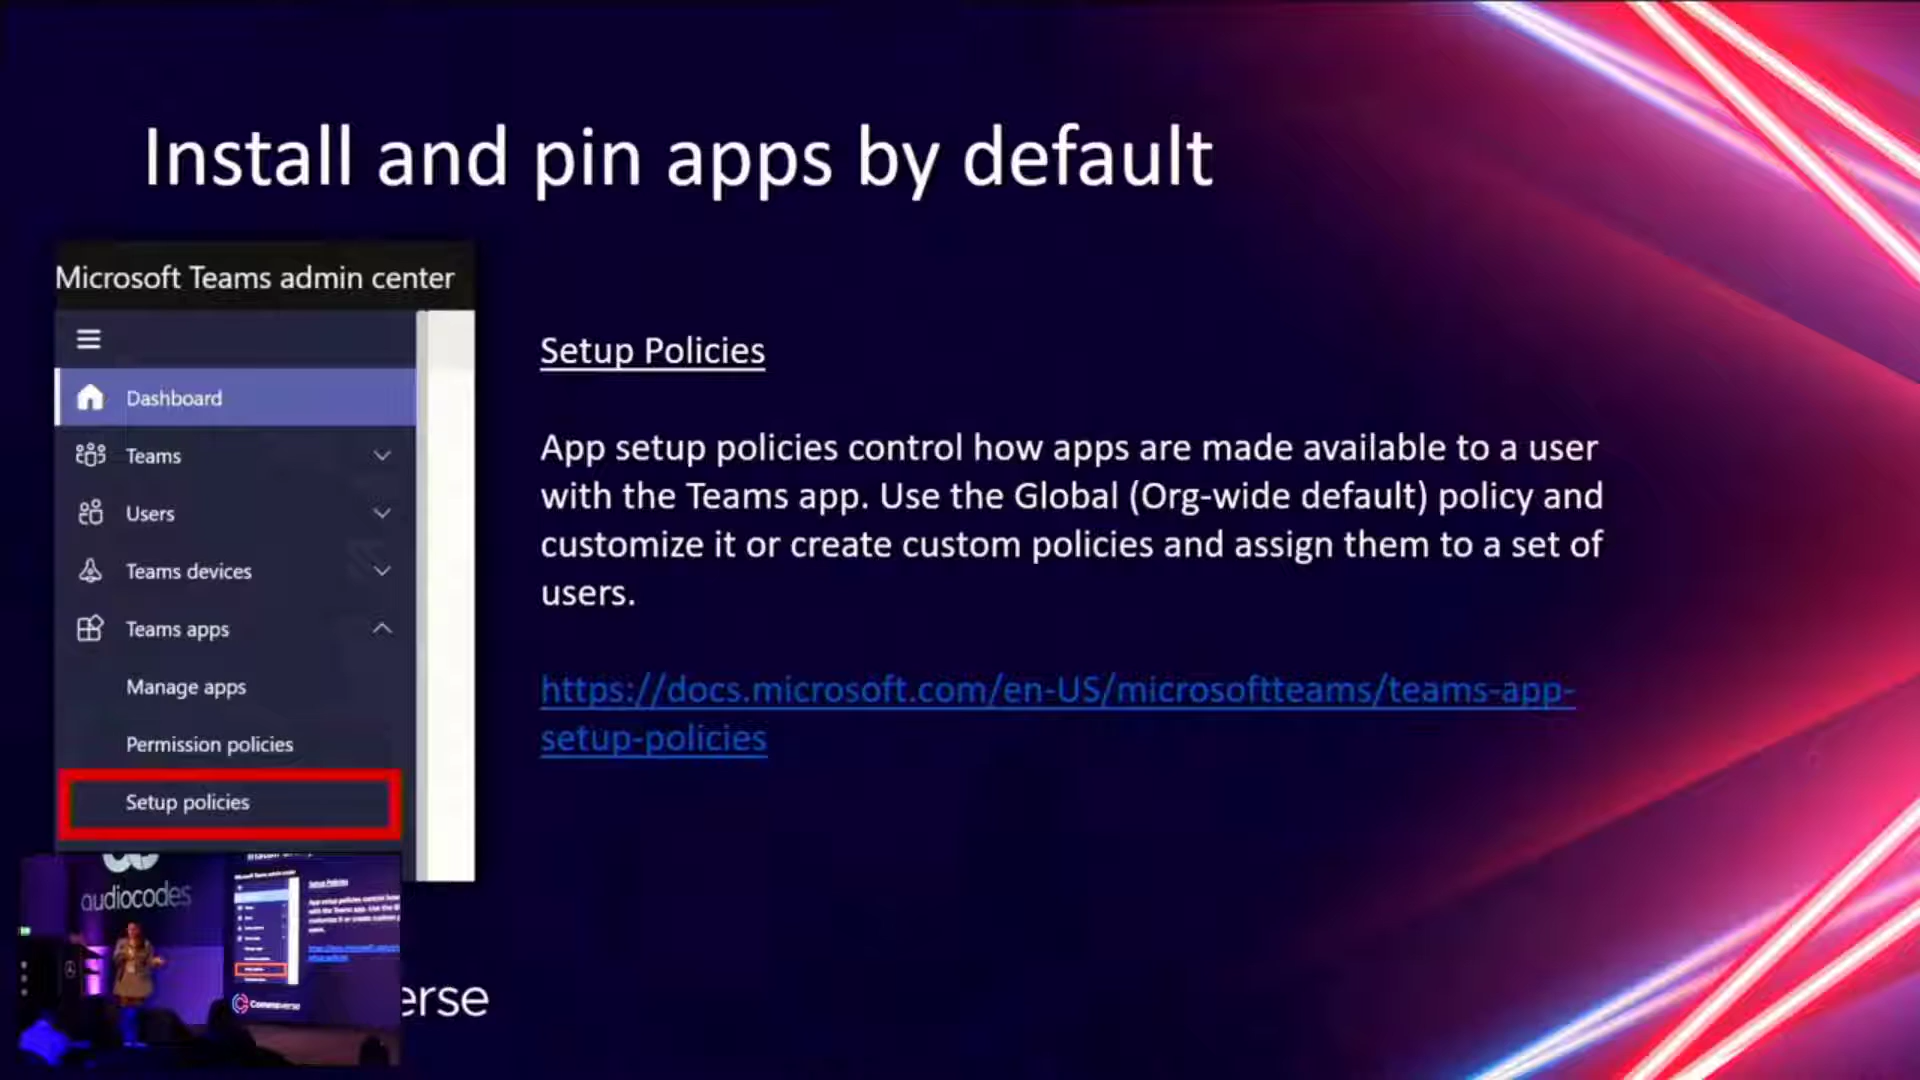 Install and pin apps by default
Microsoft Teams admin center
Dashboard
Teams
Users
Teams devices
Teams apps
Manage apps
Permission policies
Setup policies
Setup Policies
App setup policies control how apps are made available to a user
with the Teams app. Use the Global (Org-wide default) policy and
customize it or create custom policies and assign them to a set of
users.
https://docs.microsoft.com/en-US/microsoftteams/teams-app-
setup-policies
audiocodes
Setup Policies
Commsverse
erse